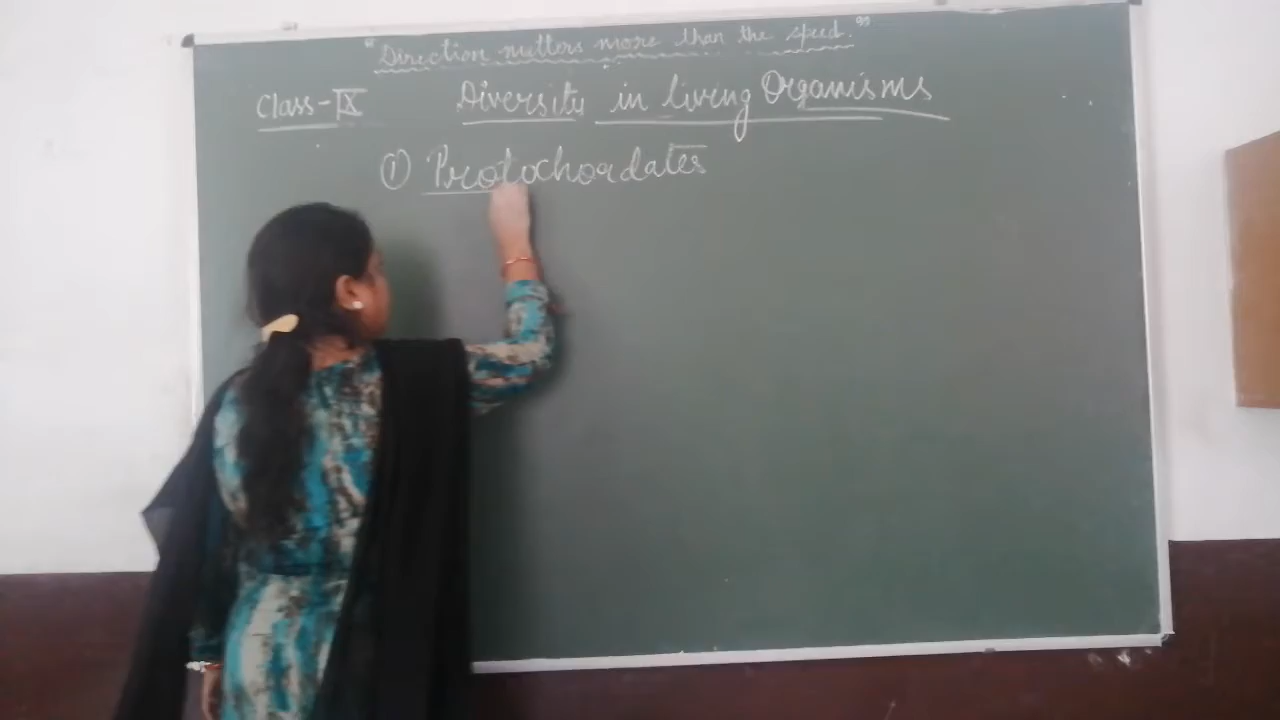 "Direction matters more than the speed."
Class-IX Diversity in living Organisms
① Protochordates